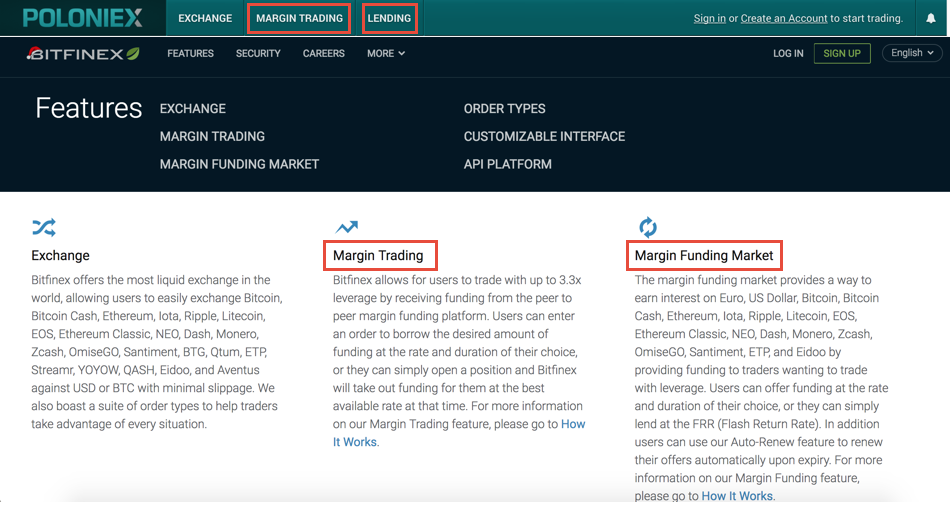 POLONIEX EXCHANGE MARGIN TRADING LENDING Sign in or Create an Account to start trading.
BITFINEX FEATURES SECURITY CAREERS MORE LOG IN SIGN UP English
Features
EXCHANGE
MARGIN TRADING
MARGIN FUNDING MARKET
ORDER TYPES
CUSTOMIZABLE INTERFACE
API PLATFORM
Exchange
Bitfinex offers the most liquid exchange in the
world, allowing users to easily exchange Bitcoin,
Bitcoin Cash, Ethereum, Iota, Ripple, Litecoin,
EOS, Ethereum Classic, NEO, Dash, Monero,
Zcash, OmiseGO, Santiment, BTG, Qtum, ETP,
Streamr, YOYOW, QASH, Eidoo, and Aventus
against USD or BTC with minimal slippage. We
also boast a suite of order types to help traders
take advantage of every situation.
Margin Trading
Bitfinex allows for users to trade with up to 3.3x
leverage by receiving funding from the peer to
peer margin funding platform. Users can enter
an order to borrow the desired amount of
funding at the rate and duration of their choice,
or they can simply open a position and Bitfinex
will take out funding for them at the best
available rate at that time. For more information
on our Margin Trading feature, please go to How
It Works.
Margin Funding Market
The margin funding market provides a way to
earn interest on Euro, US Dollar, Bitcoin, Bitcoin
Cash, Ethereum, Iota, Ripple, Litecoin, EOS,
Ethereum Classic, NEO, Dash, Monero, Zcash,
OmiseGO, Santiment, ETP, and Eidoo by
providing funding to traders wanting to trade
with leverage. Users can offer funding at the rate
and duration of their choice, or they can simply
lend at the FRR (Flash Return Rate). In addition
users can use our Auto-Renew feature to renew
their offers automatically upon expiry. For more
information on our Margin Funding feature,
please go to How It Works.